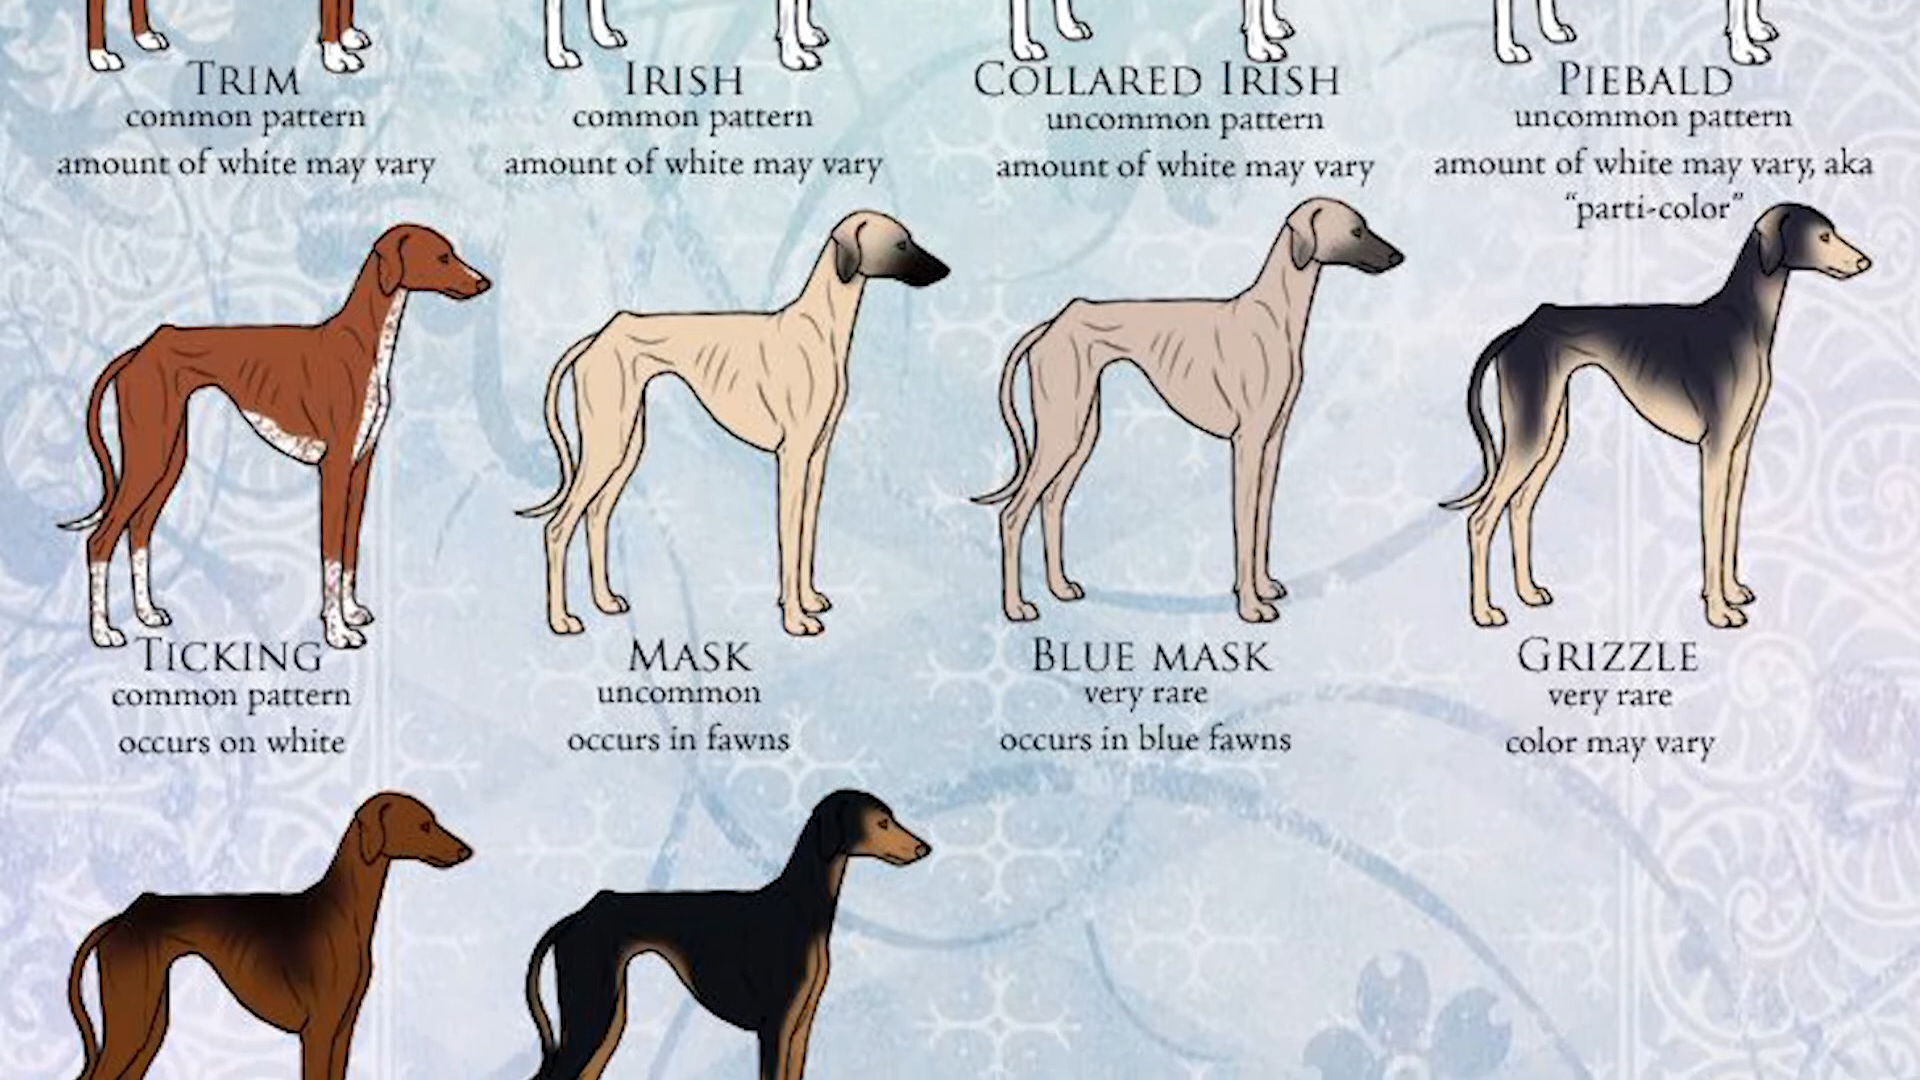 TRIM
common pattern
amount of white may vary
IRISH
common pattern
amount of white may vary
COLLARED IRISH
uncommon pattern
amount of white may vary
PIEBALD
uncommon pattern
amount of white may vary, aka
"parti-color"
TICKING
common pattern
occurs on white
MASK
uncommon
occurs in fawns
BLUE MASK
very rare
occurs in blue fawns
GRIZZLE
very rare
color may vary